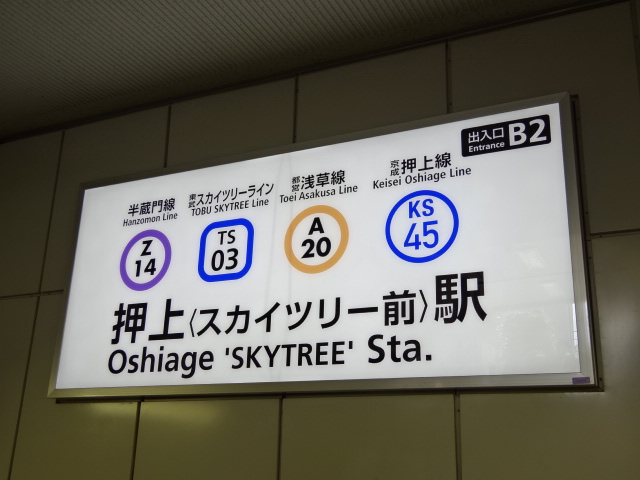 出入口 B2
Entrance
半蔵門線
Hanzomon Line
Z
14
東武スカイツリーライン
TOBU SKYTREE Line
TS
03
都営浅草線
Toei Asakusa Line
A
20
京成押上線
Keisei Oshiage Line
KS
45
押上〈スカイツリー前〉駅
Oshiage 'SKYTREE' Sta.